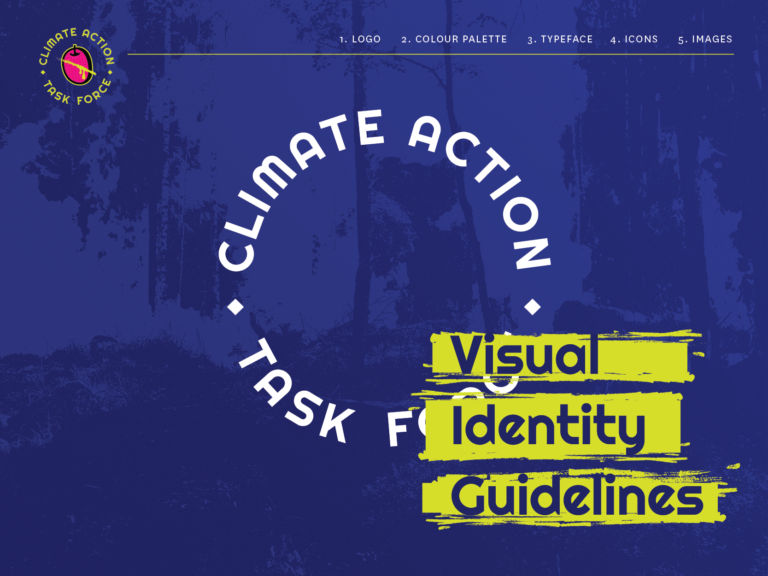 CLIMATE ACTION
TASK FORCE
1. LOGO 2. COLOUR PALETTE 3. TYPEFACE 4. ICONS 5. IMAGES
CLIMATE ACTION
TASK FO
Visual
Identity
Guidelines